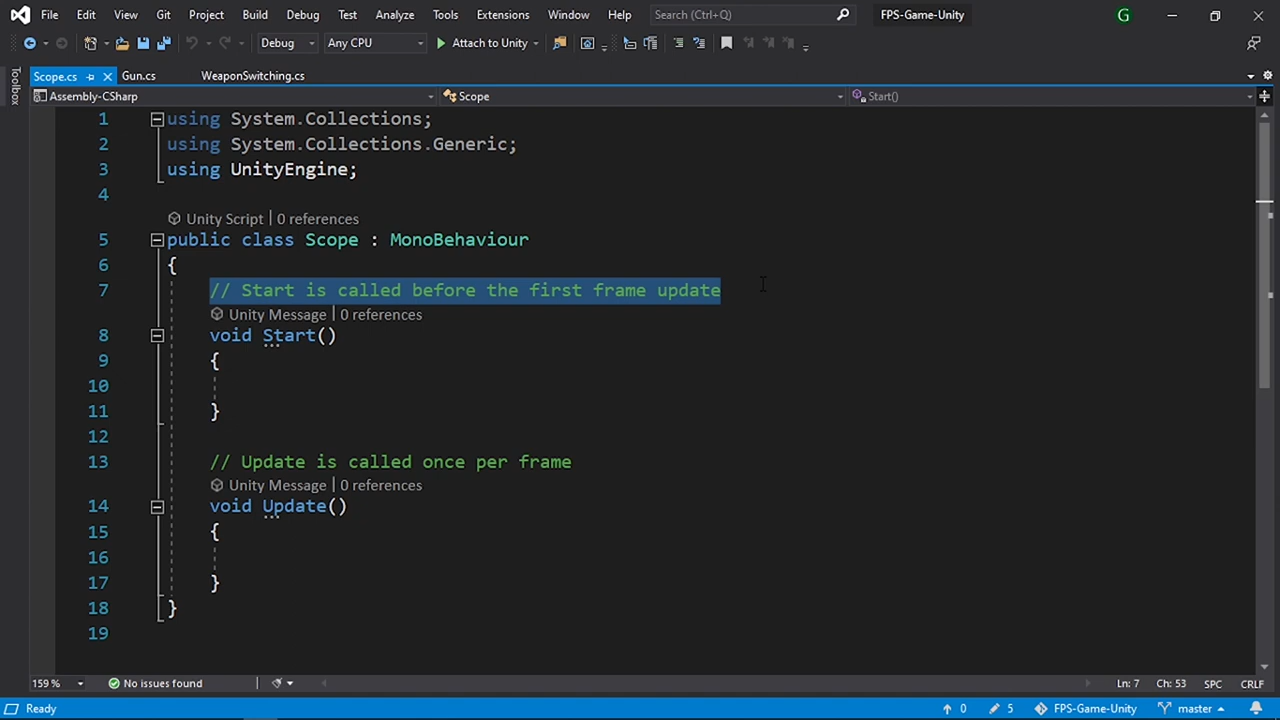 File Edit View Git Project Build Debug Test Analyze Tools Extensions Window Help Search (Ctrl+Q) FPS-Game-Unity G
Debug Any CPU Attach to Unity
Scope.cs Gun.cs WeaponSwitching.cs
Toolbox
Assembly-CSharp Scope Start()
1 using System.Collections;
2 using System.Collections.Generic;
3 using UnityEngine;
4
Unity Script | 0 references
5 public class Scope : MonoBehaviour
6 {
7 // Start is called before the first frame update
Unity Message | 0 references
8 void Start()
9 {
10
11 }
12
13 // Update is called once per frame
Unity Message | 0 references
14 void Update()
15 {
16
17 }
18 }
19
159 % No issues found Ln: 7 Ch: 53 SPC CRLF
Ready 0 5 FPS-Game-Unity master